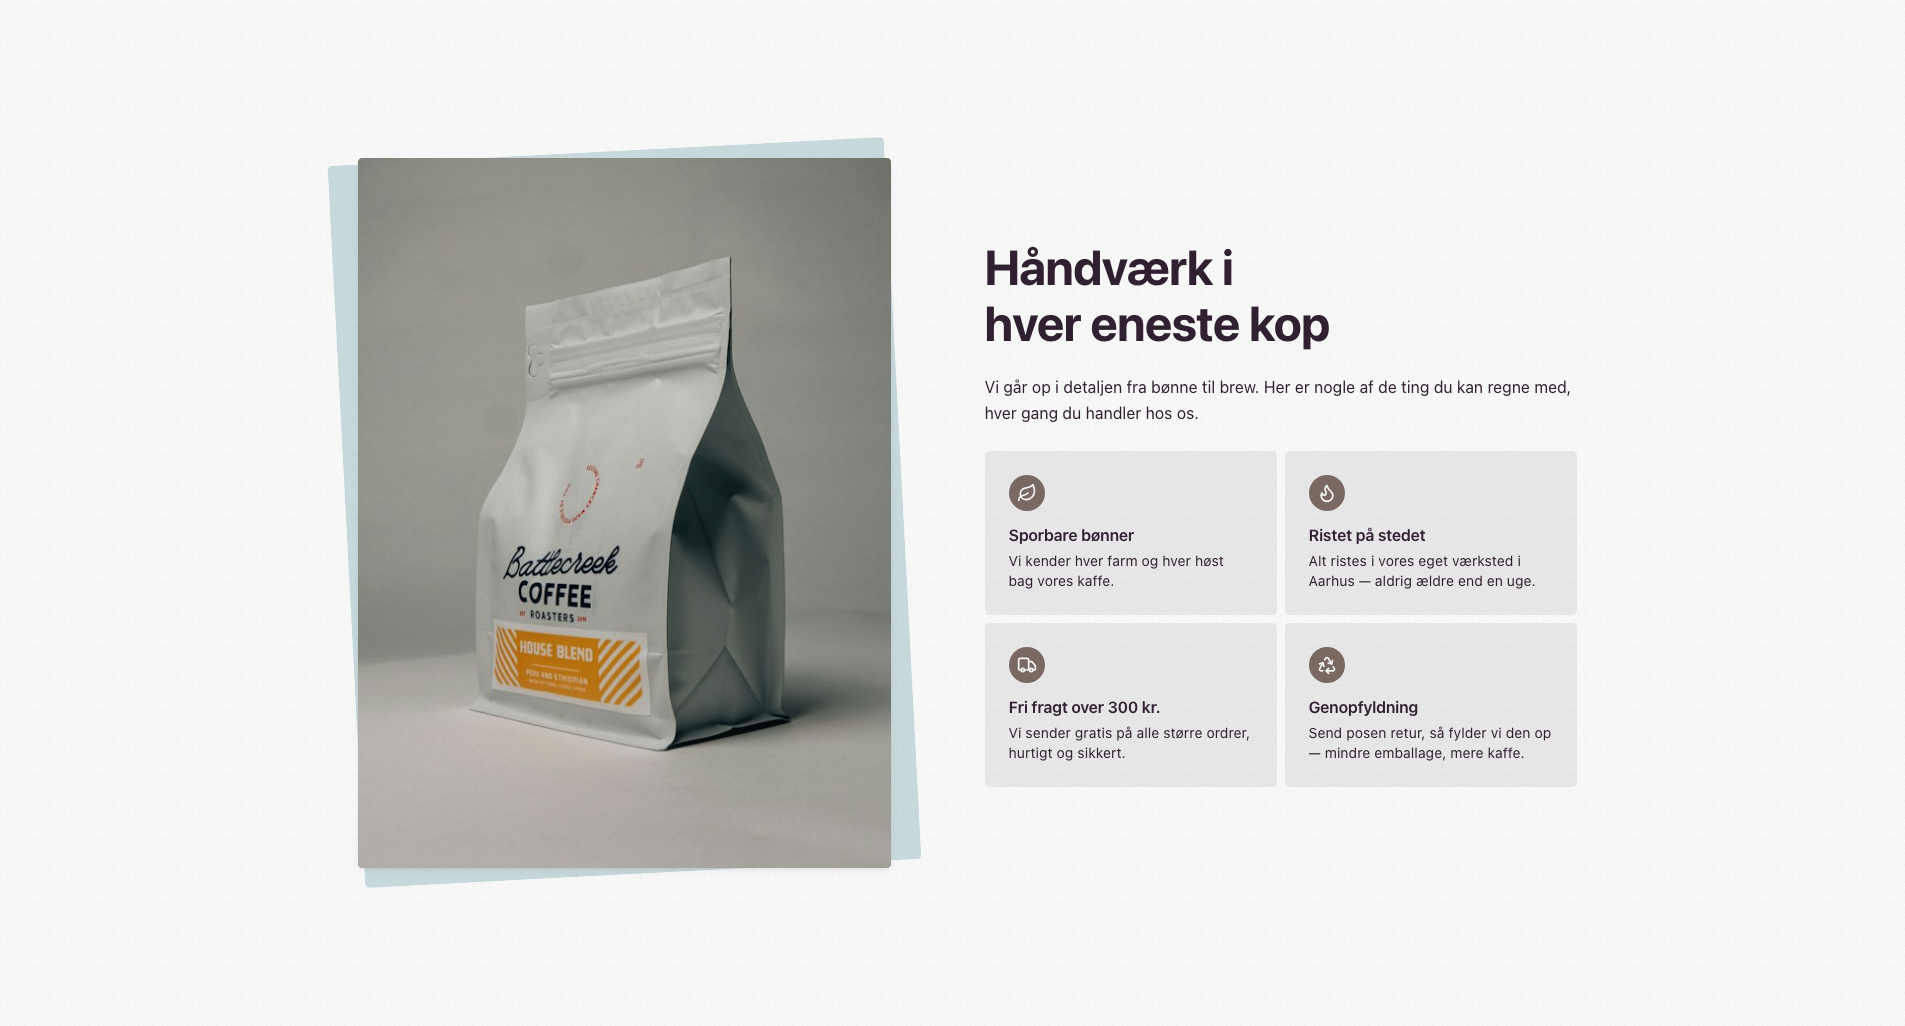 Battlecreek
COFFEE
ROASTERS
HOUSE BLEND
PERU AND ETHIOPIAN
Håndværk i
hver eneste kop
Vi går op i detaljen fra bønne til brew. Her er nogle af de ting du kan regne med,
hver gang du handler hos os.
Sporbare bønner
Vi kender hver farm og hver høst
bag vores kaffe.
Ristet på stedet
Alt ristes i vores eget værksted i
Aarhus — aldrig ældre end en uge.
Fri fragt over 300 kr.
Vi sender gratis på alle større ordrer,
hurtigt og sikkert.
Genopfyldning
Send posen retur, så fylder vi den op
— mindre emballage, mere kaffe.